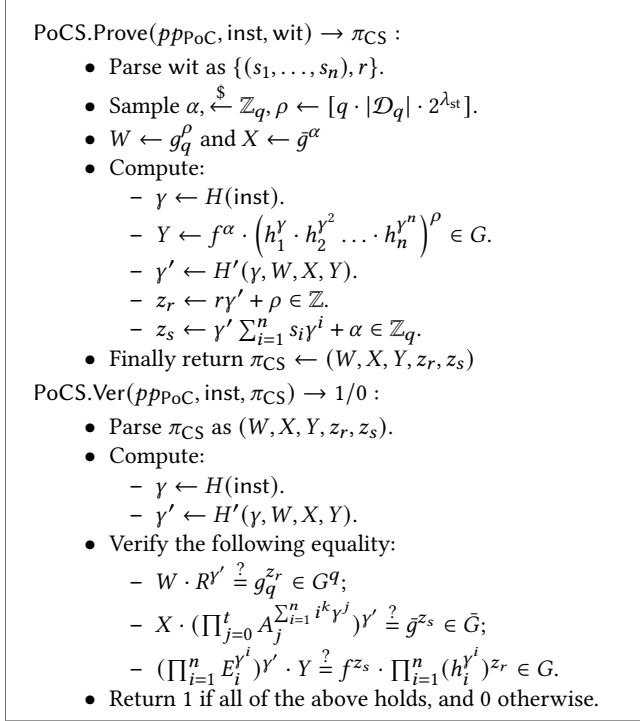 PoCS.Prove(pp_PoC, inst, wit) → π_CS :
• Parse wit as {(s_1, . . . , s_n), r}.
• Sample α, ←$ ℤ_q, ρ ← [q · |𝒟_q| · 2^{λ_st}].
• W ← g_q^ρ and X ← ḡ^α
• Compute:
– γ ← H(inst).
– Y ← f^α · (h_1^γ · h_2^{γ^2} . . . · h_n^{γ^n})^ρ ∈ G.
– γ′ ← H′(γ, W, X, Y).
– z_r ← rγ′ + ρ ∈ ℤ.
– z_s ← γ′ ∑_{i=1}^n s_i γ^i + α ∈ ℤ_q.
• Finally return π_CS ← (W, X, Y, z_r, z_s)
PoCS.Ver(pp_PoC, inst, π_CS) → 1/0 :
• Parse π_CS as (W, X, Y, z_r, z_s).
• Compute:
– γ ← H(inst).
– γ′ ← H′(γ, W, X, Y).
• Verify the following equality:
– W · R^{γ′} ≟ g_q^{z_r} ∈ G^q;
– X · (∏_{j=0}^t A_j^{∑_{i=1}^n i^k γ^j})^{γ′} ≟ ḡ^{z_s} ∈ Ḡ;
– (∏_{i=1}^n E_i^{γ^i})^{γ′} · Y ≟ f^{z_s} · ∏_{i=1}^n (h_i^{γ^i})^{z_r} ∈ G.
• Return 1 if all of the above holds, and 0 otherwise.